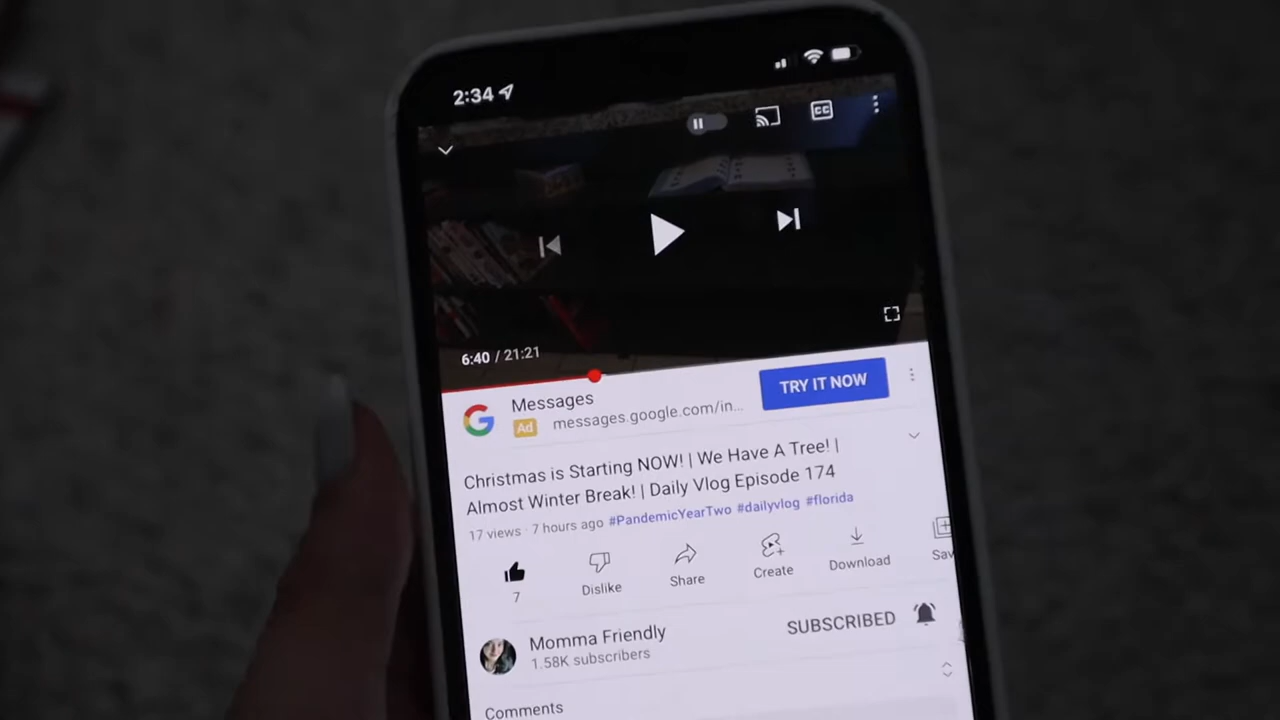 2:34
CC
6:40 / 21:21
Messages
Ad messages.google.com/in...
TRY IT NOW
Christmas is Starting NOW! | We Have A Tree! |
Almost Winter Break! | Daily Vlog Episode 174
17 views · 7 hours ago #PandemicYearTwo #dailyvlog #florida
7
Dislike
Share
Create
Download
Sav
Momma Friendly
1.58K subscribers
SUBSCRIBED
Comments